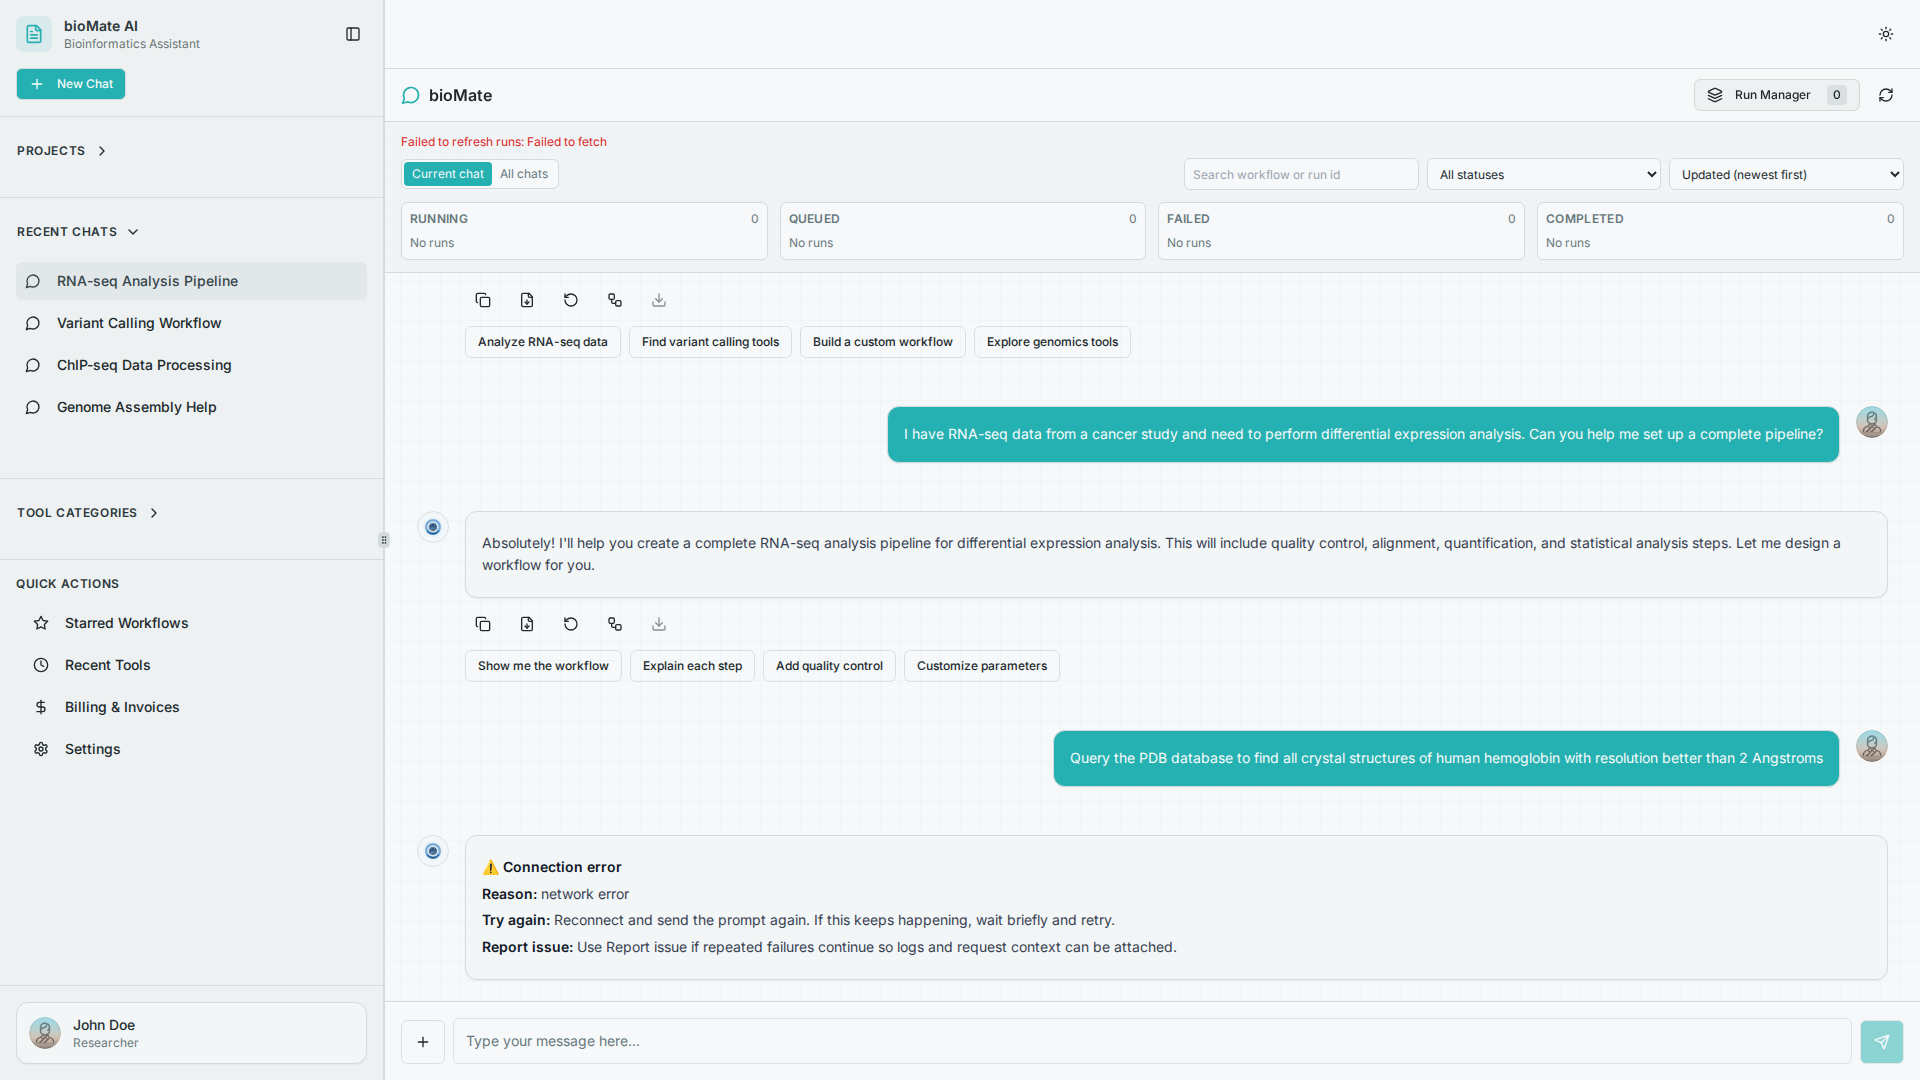 bioMate AI
Bioinformatics Assistant
New Chat
PROJECTS
RECENT CHATS
RNA-seq Analysis Pipeline
Variant Calling Workflow
ChIP-seq Data Processing
Genome Assembly Help
TOOL CATEGORIES
QUICK ACTIONS
Starred Workflows
Recent Tools
Billing & Invoices
Settings
John Doe
Researcher
bioMate
Run Manager 0
Failed to refresh runs: Failed to fetch
Current chat All chats
Search workflow or run id
All statuses
Updated (newest first)
RUNNING 0
No runs
QUEUED 0
No runs
FAILED 0
No runs
COMPLETED 0
No runs
Analyze RNA-seq data
Find variant calling tools
Build a custom workflow
Explore genomics tools
I have RNA-seq data from a cancer study and need to perform differential expression analysis. Can you help me set up a complete pipeline?
Absolutely! I'll help you create a complete RNA-seq analysis pipeline for differential expression analysis. This will include quality control, alignment, quantification, and statistical analysis steps. Let me design a
workflow for you.
Show me the workflow
Explain each step
Add quality control
Customize parameters
Query the PDB database to find all crystal structures of human hemoglobin with resolution better than 2 Angstroms
⚠️ Connection error
Reason: network error
Try again: Reconnect and send the prompt again. If this keeps happening, wait briefly and retry.
Report issue: Use Report issue if repeated failures continue so logs and request context can be attached.
Type your message here...